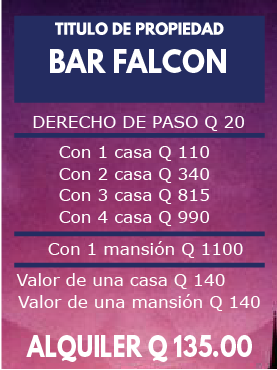 TITULO DE PROPIEDAD
BAR FALCON
DERECHO DE PASO Q 20
Con 1 casa Q 110
Con 2 casa Q 340
Con 3 casa Q 815
Con 4 casa Q 990
Con 1 mansión Q 1100
Valor de una casa Q 140
Valor de una mansión Q 140
ALQUILER Q 135.00